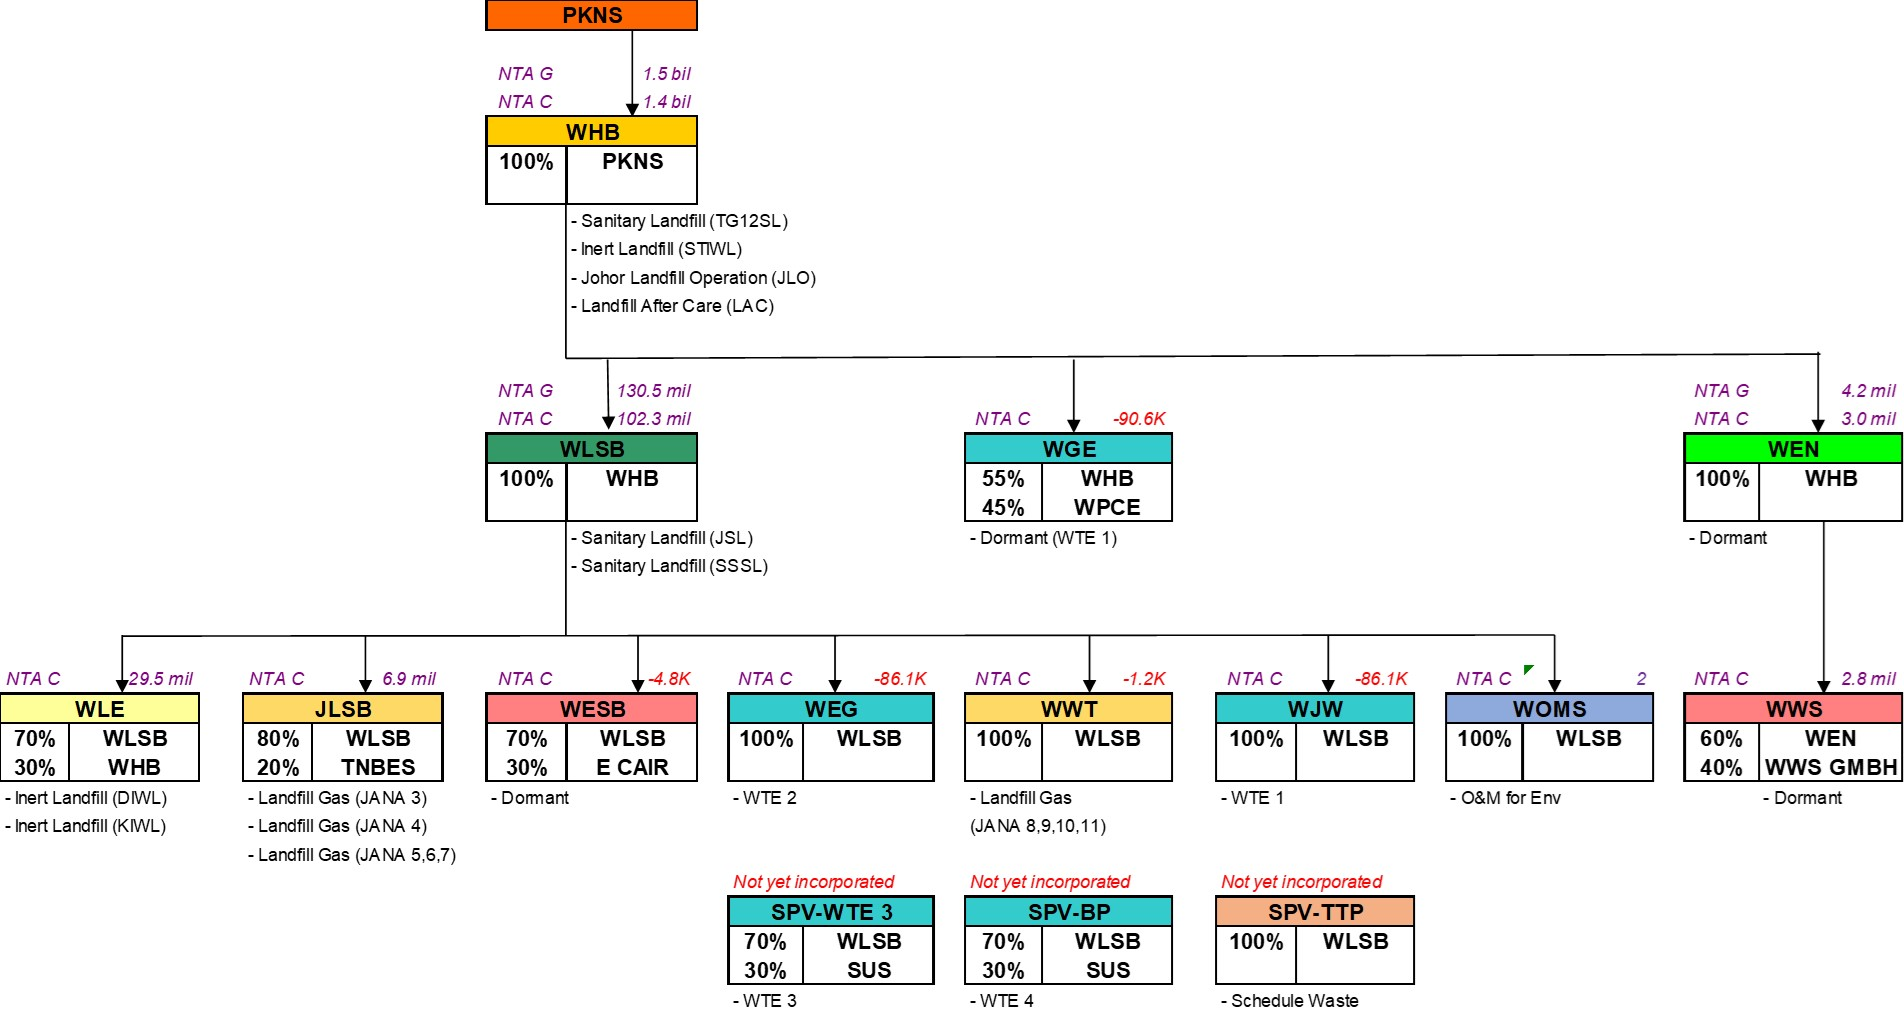 PKNS
NTA G 1.5 bil
NTA C 1.4 bil
WHB
100% PKNS
- Sanitary Landfill (TG12SL)
- Inert Landfill (STIWL)
- Johor Landfill Operation (JLO)
- Landfill After Care (LAC)
NTA G 130.5 mil
NTA C 102.3 mil
WLSB
100% WHB
- Sanitary Landfill (JSL)
- Sanitary Landfill (SSSL)
NTA C -90.6K
WGE
55% WHB
45% WPCE
- Dormant (WTE 1)
NTA G 4.2 mil
NTA C 3.0 mil
WEN
100% WHB
- Dormant
NTA C 29.5 mil
WLE
70% WLSB
30% WHB
- Inert Landfill (DIWL)
- Inert Landfill (KIWL)
NTA C 6.9 mil
JLSB
80% WLSB
20% TNBES
- Landfill Gas (JANA 3)
- Landfill Gas (JANA 4)
- Landfill Gas (JANA 5,6,7)
NTA C -4.8K
WESB
70% WLSB
30% E CAIR
- Dormant
NTA C -86.1K
WEG
100% WLSB
- WTE 2
NTA C -1.2K
WWT
100% WLSB
- Landfill Gas
(JANA 8,9,10,11)
NTA C -86.1K
WJW
100% WLSB
- WTE 1
NTA C 2
WOMS
100% WLSB
- O&M for Env
NTA C 2.8 mil
WWS
60% WEN
40% WWS GMBH
- Dormant
Not yet incorporated
SPV-WTE 3
70% WLSB
30% SUS
- WTE 3
Not yet incorporated
SPV-BP
70% WLSB
30% SUS
- WTE 4
Not yet incorporated
SPV-TTP
100% WLSB
- Schedule Waste